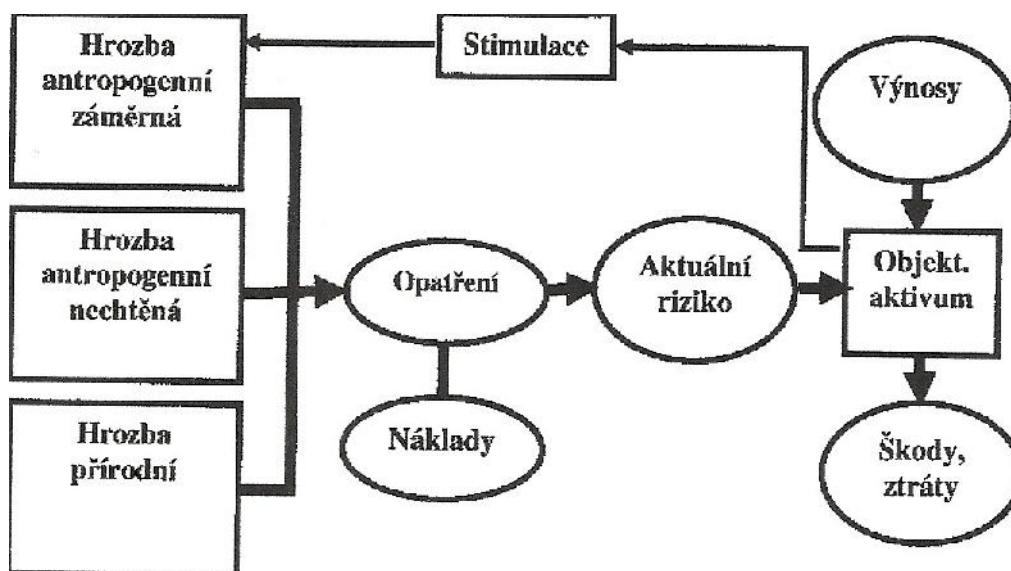 Hrozba
antropogenní
záměrná
Stimulace
Výnosy
Hrozba
antropogenní
nechtěná
Opatření
Aktuální
riziko
Objekt.
aktivum
Hrozba
přírodní
Náklady
Škody,
ztráty